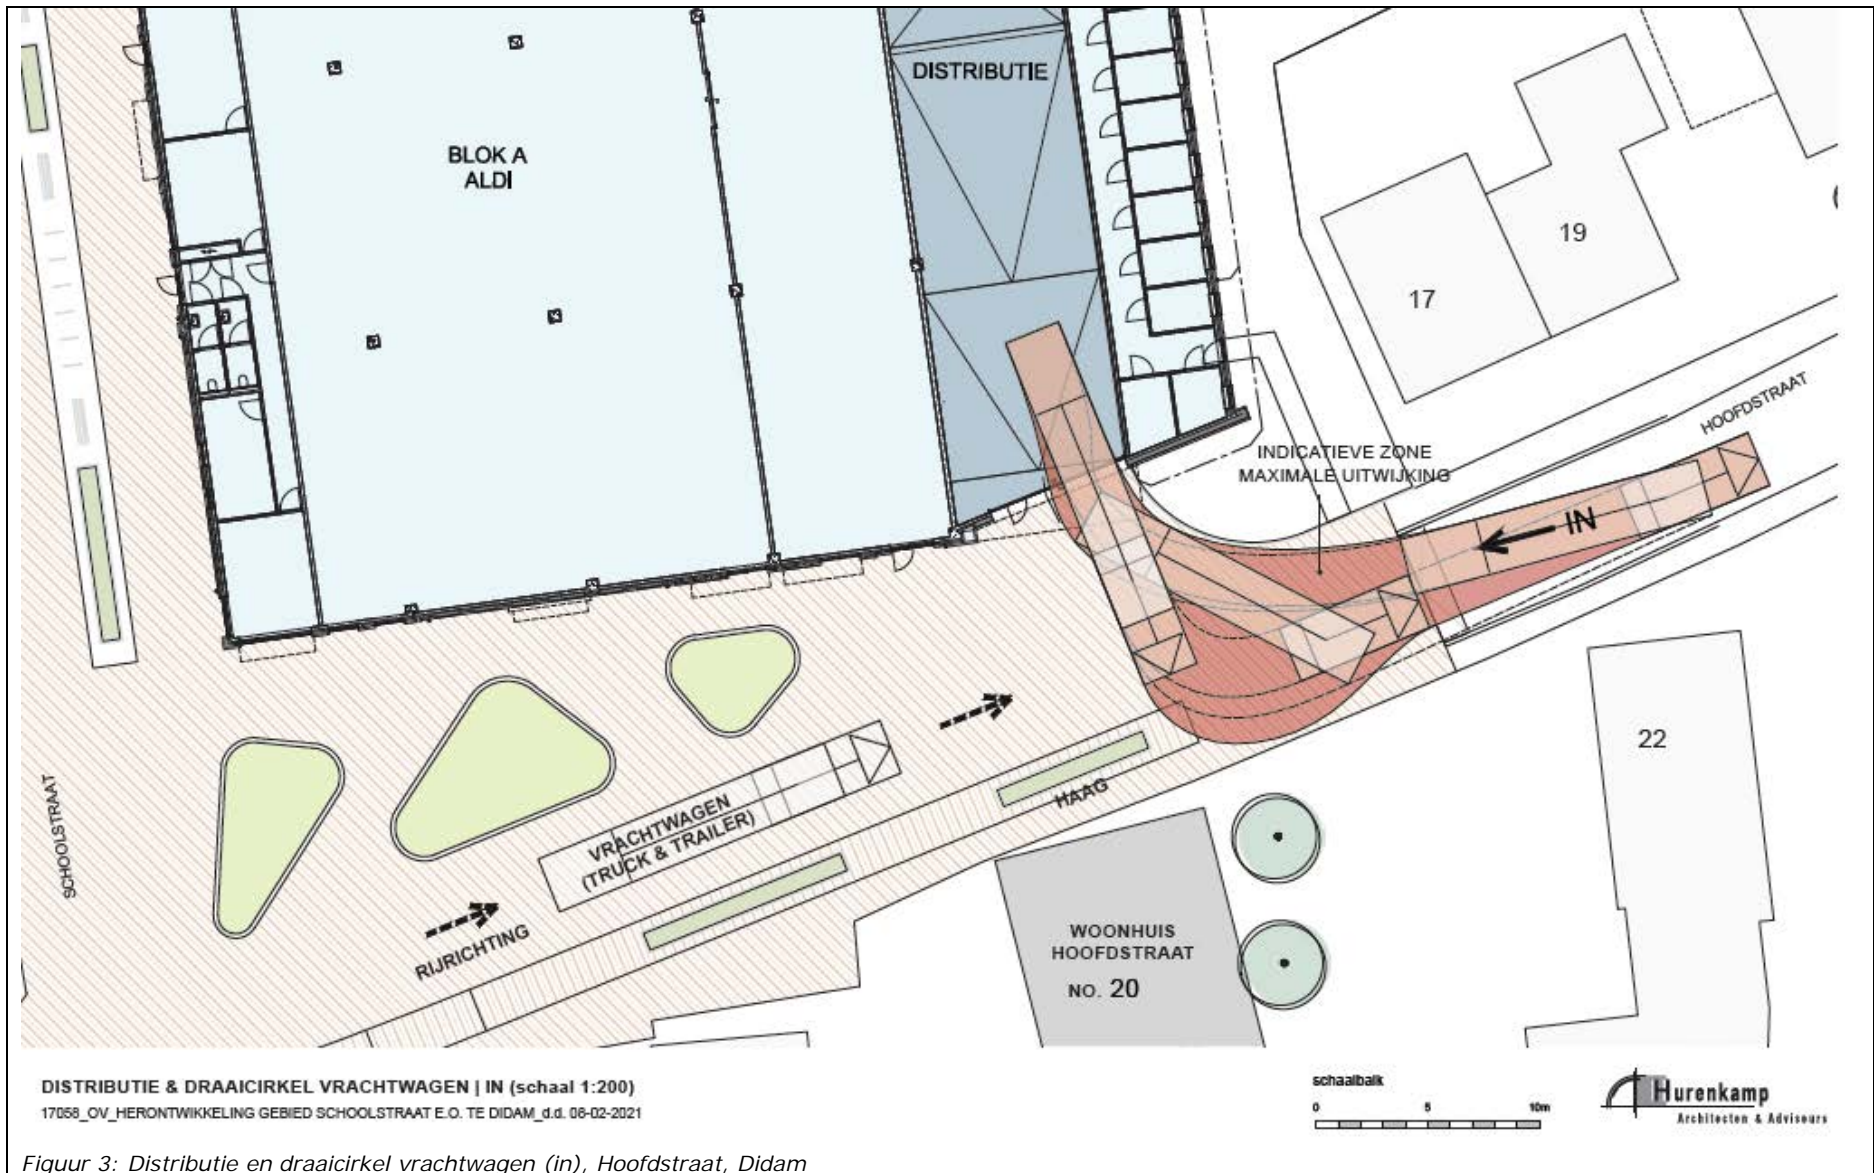 DISTRIBUTIE
BLOK A
ALDI
19
17
HOOFDSTRAAT
INDICATIEVE ZONE
MAXIMALE UITWIJKING
IN
22
SCHOOLSTRAAT
VRACHTWAGEN
(TRUCK & TRAILER)
HAAG
RIJRICHTING
WOONHUIS
HOOFDSTRAAT
NO. 20
DISTRIBUTIE & DRAAICIRKEL VRACHTWAGEN | IN (schaal 1:200)
17058_OV_HERONTWIKKELING GEBIED SCHOOLSTRAAT E.O. TE DIDAM_d.d. 08-02-2021
schaalbalk
0 5 10m
Hurenkamp
Architecten & Adviseurs
Figuur 3: Distributie en draaicirkel vrachtwagen (in), Hoofdstraat, Didam